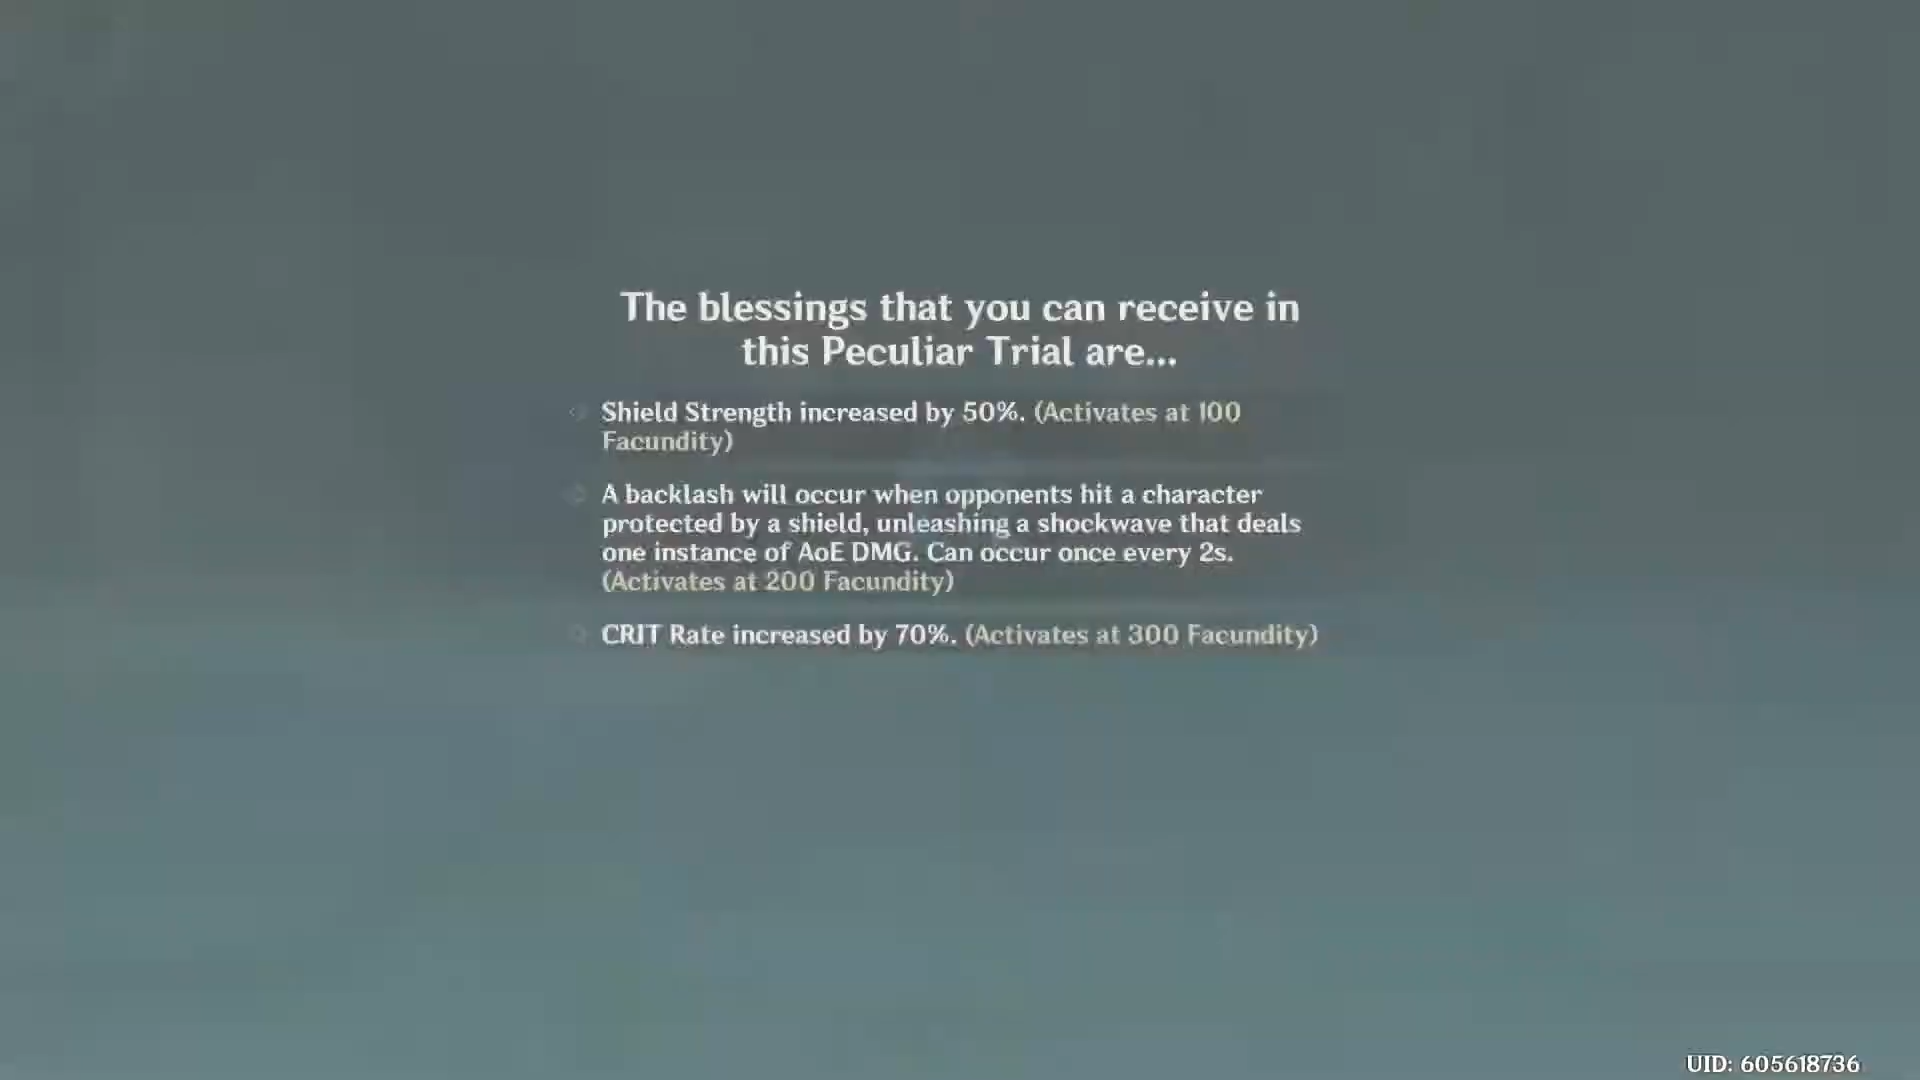 The blessings that you can receive in
this Peculiar Trial are...
Shield Strength increased by 50%. (Activates at 100
Facundity)
A backlash will occur when opponents hit a character
protected by a shield, unleashing a shockwave that deals
one instance of AoE DMG. Can occur once every 2s.
(Activates at 200 Facundity)
CRIT Rate increased by 70%. (Activates at 300 Facundity)
UID: 605618736